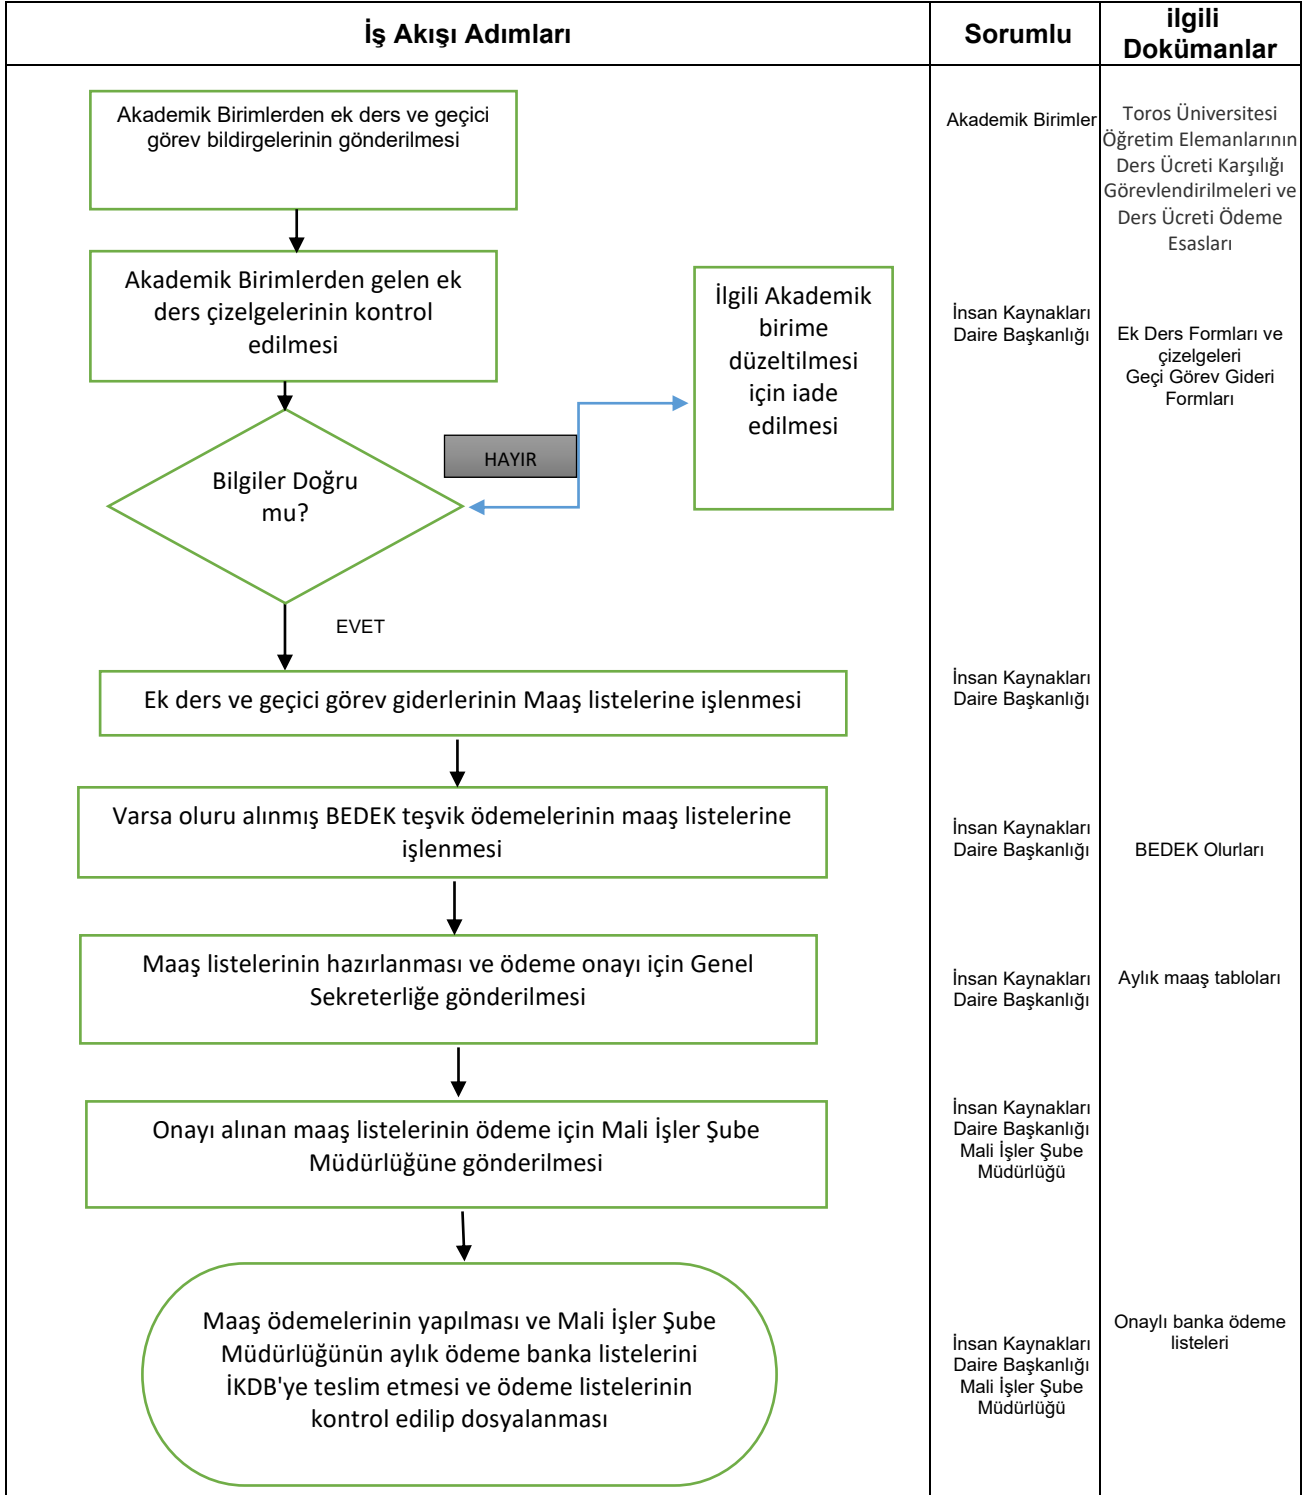 İş Akışı Adımları
Sorumlu
ilgili
Dokümanlar
Akademik Birimlerden ek ders ve geçici
görev bildirgelerinin gönderilmesi
Akademik Birimler
Toros Üniversitesi
Öğretim Elemanlarının
Ders Ücreti Karşılığı
Görevlendirilmeleri ve
Ders Ücreti Ödeme
Esasları
Akademik Birimlerden gelen ek
ders çizelgelerinin kontrol
edilmesi
İlgili Akademik
birime
düzeltilmesi
için iade
edilmesi
İnsan Kaynakları
Daire Başkanlığı
Ek Ders Formları ve
çizelgeleri
Geçi Görev Gideri
Formları
HAYIR
Bilgiler Doğru
mu?
EVET
Ek ders ve geçici görev giderlerinin Maaş listelerine işlenmesi
İnsan Kaynakları
Daire Başkanlığı
Varsa oluru alınmış BEDEK teşvik ödemelerinin maaş listelerine
işlenmesi
İnsan Kaynakları
Daire Başkanlığı
BEDEK Olurları
Maaş listelerinin hazırlanması ve ödeme onayı için Genel
Sekreterliğe gönderilmesi
İnsan Kaynakları
Daire Başkanlığı
Aylık maaş tabloları
Onayı alınan maaş listelerinin ödeme için Mali İşler Şube
Müdürlüğüne gönderilmesi
İnsan Kaynakları
Daire Başkanlığı
Mali İşler Şube
Müdürlüğü
Maaş ödemelerinin yapılması ve Mali İşler Şube
Müdürlüğünün aylık ödeme banka listelerini
İKDB'ye teslim etmesi ve ödeme listelerinin
kontrol edilip dosyalanması
İnsan Kaynakları
Daire Başkanlığı
Mali İşler Şube
Müdürlüğü
Onaylı banka ödeme
listeleri